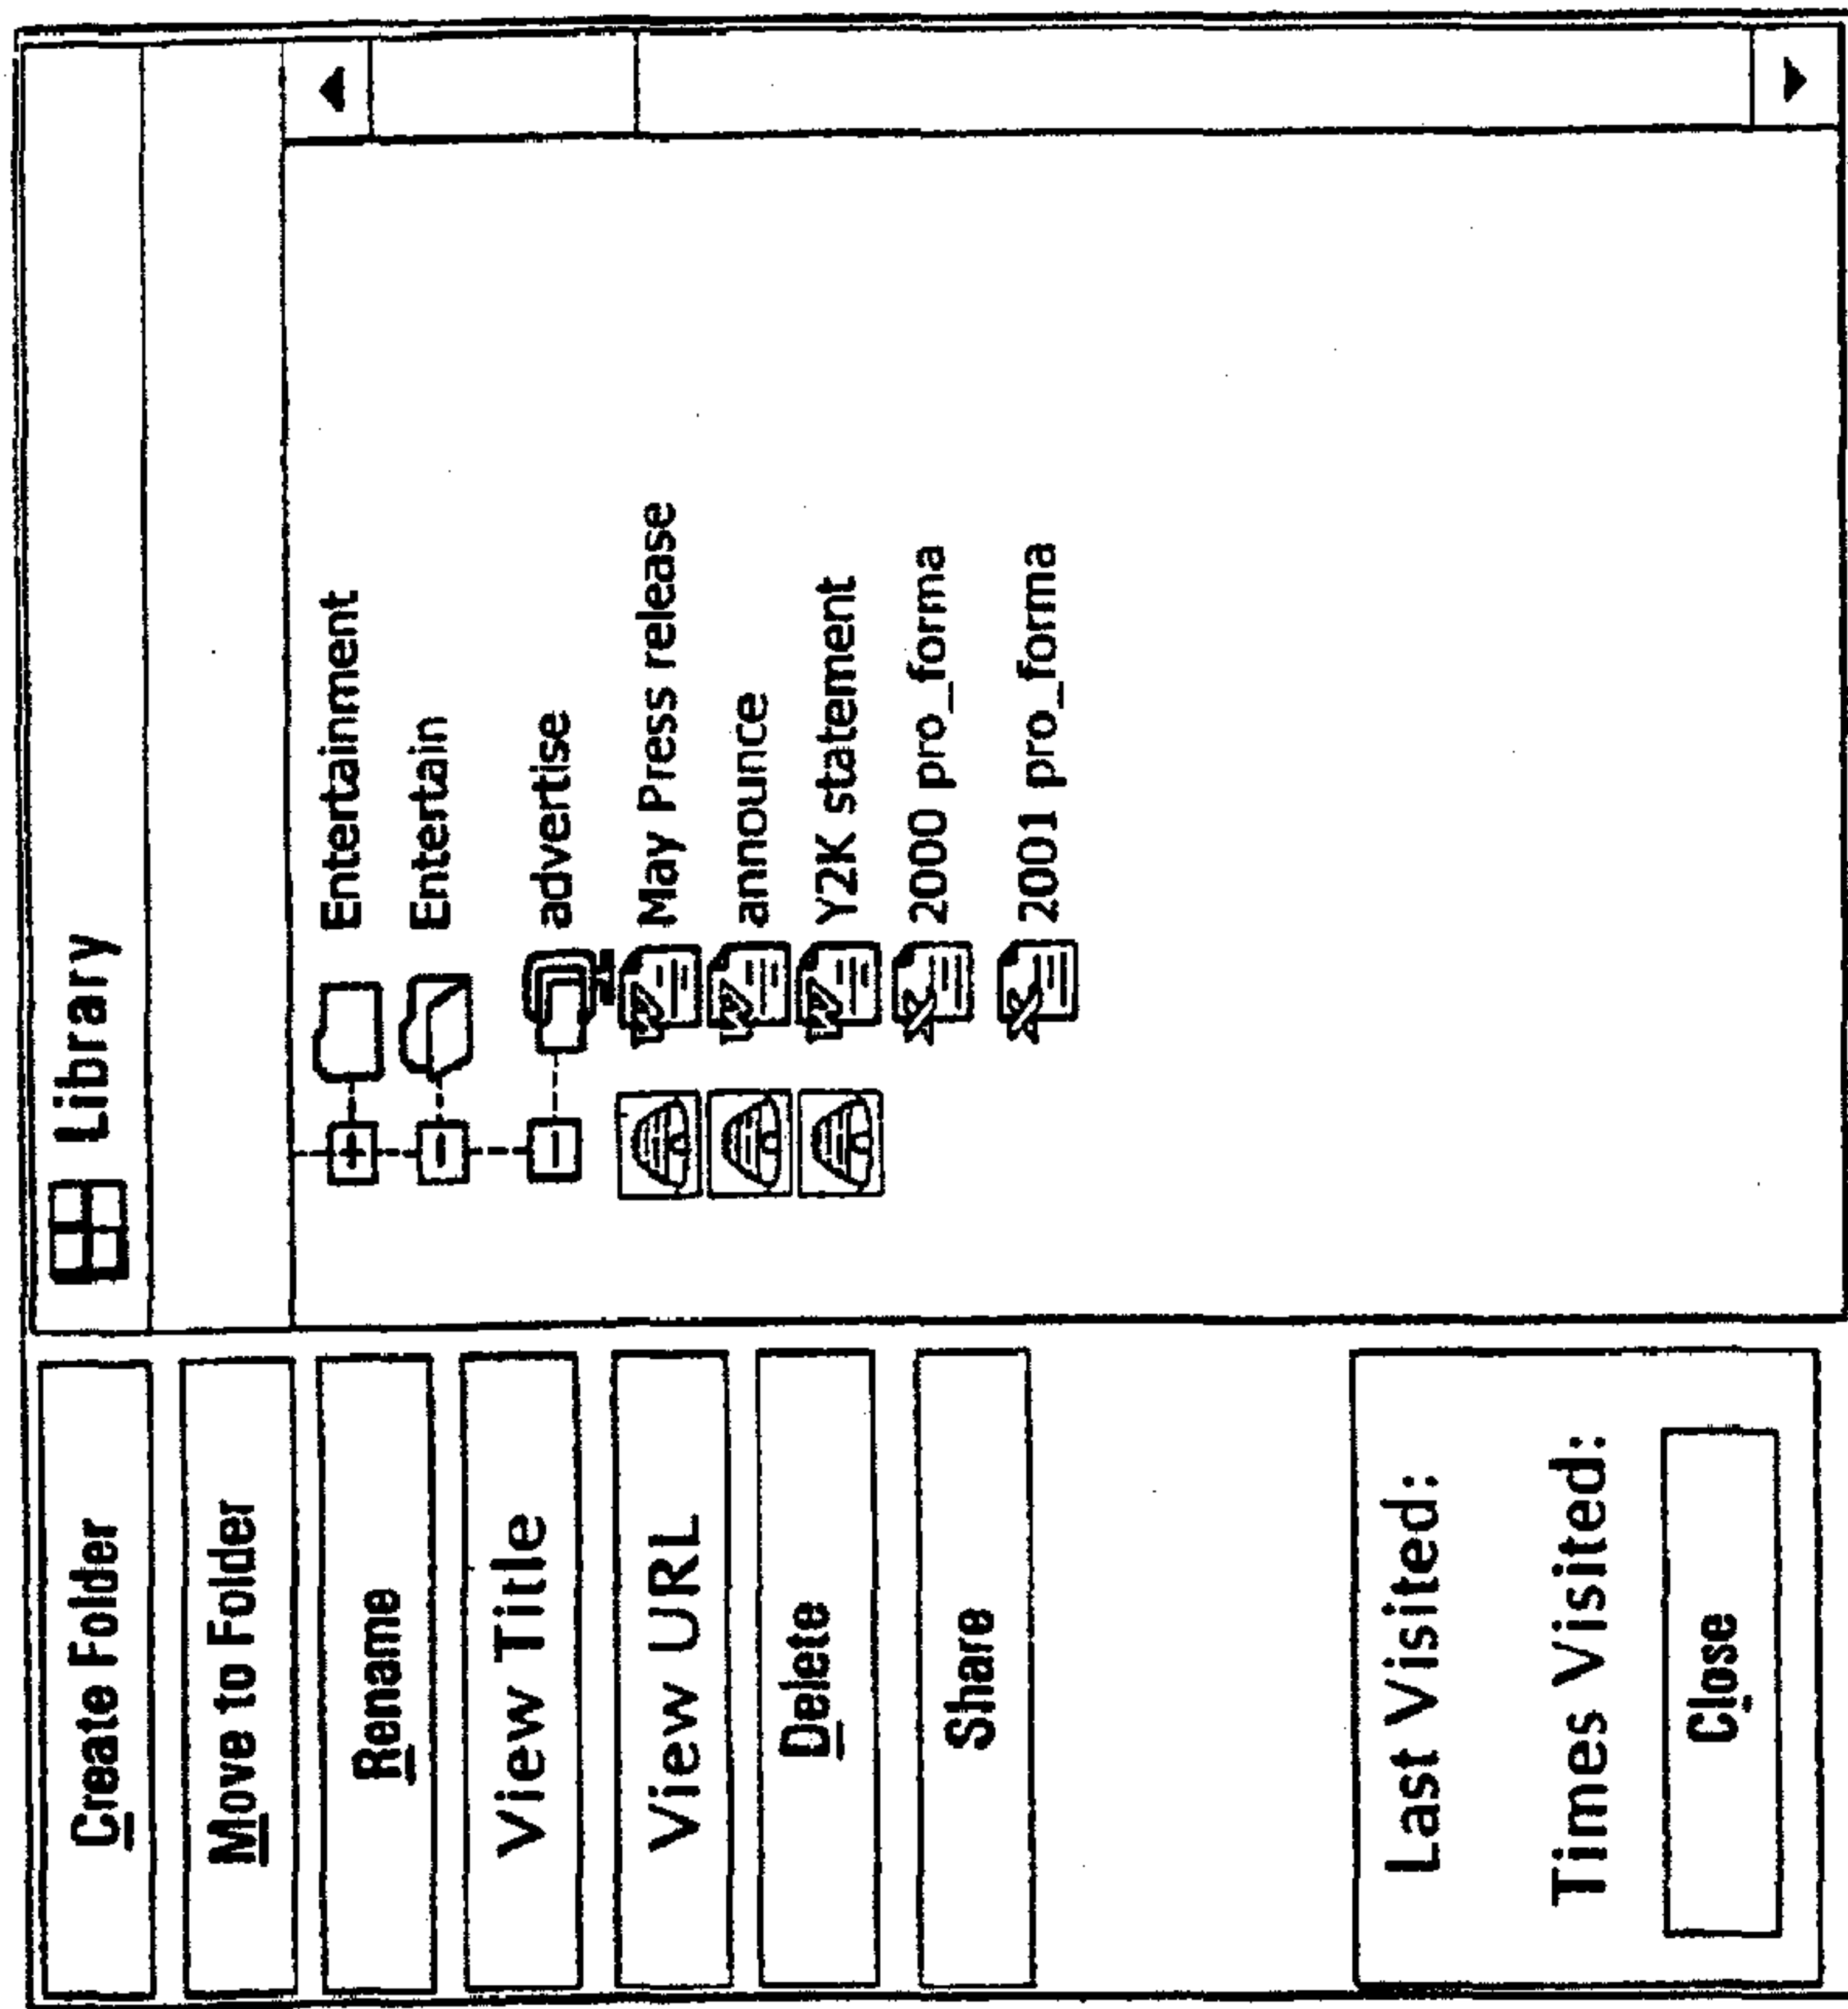 Create Folder
Move to Folder
Rename
View Title
View URL
Delete
Share
Last Visited:
Times Visited:
Close
Library
Entertainment
Entertain
advertise
May Press release
announce
Y2K statement
2000 pro_forma
2001 pro_forma